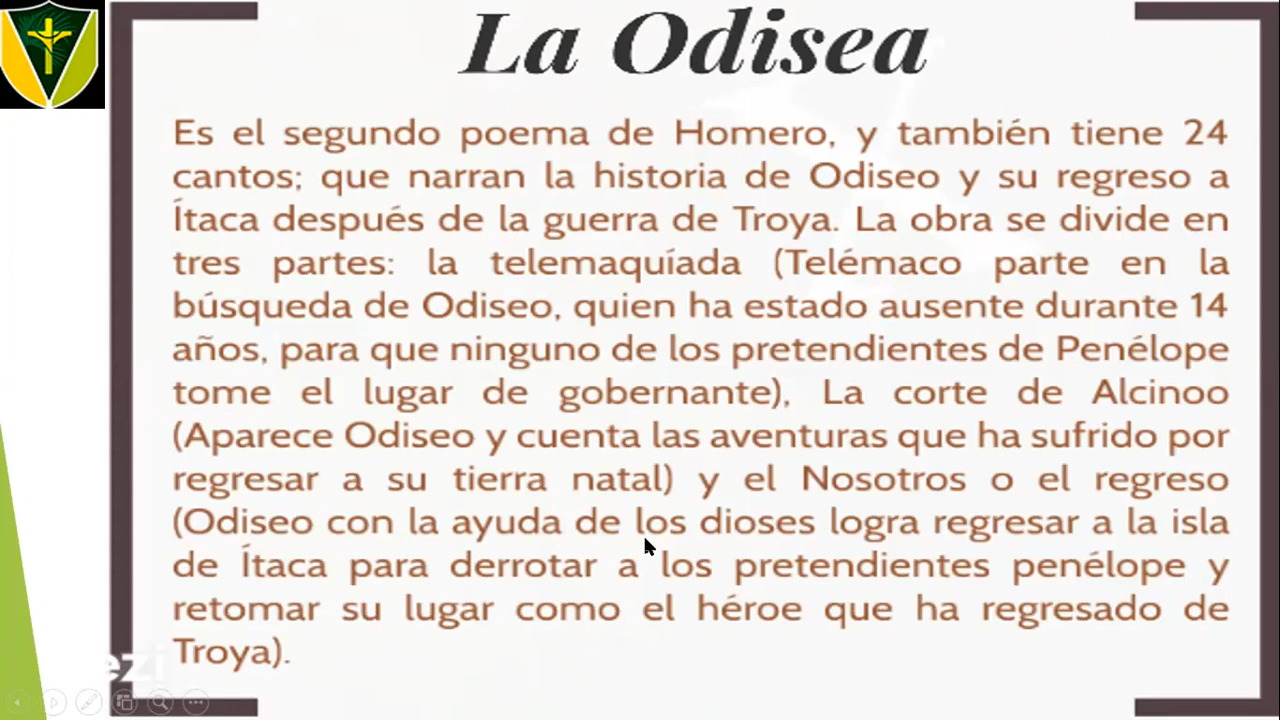 La Odisea
Es el segundo poema de Homero, y también tiene 24
cantos; que narran la historia de Odiseo y su regreso a
Ítaca después de la guerra de Troya. La obra se divide en
tres partes: la telemaquíada (Telémaco parte en la
búsqueda de Odiseo, quien ha estado ausente durante 14
años, para que ninguno de los pretendientes de Penélope
tome el lugar de gobernante), La corte de Alcinoo
(Aparece Odiseo y cuenta las aventuras que ha sufrido por
regresar a su tierra natal) y el Nosotros o el regreso
(Odiseo con la ayuda de los dioses logra regresar a la isla
de Ítaca para derrotar a los pretendientes penélope y
retomar su lugar como el héroe que ha regresado de
Troya).